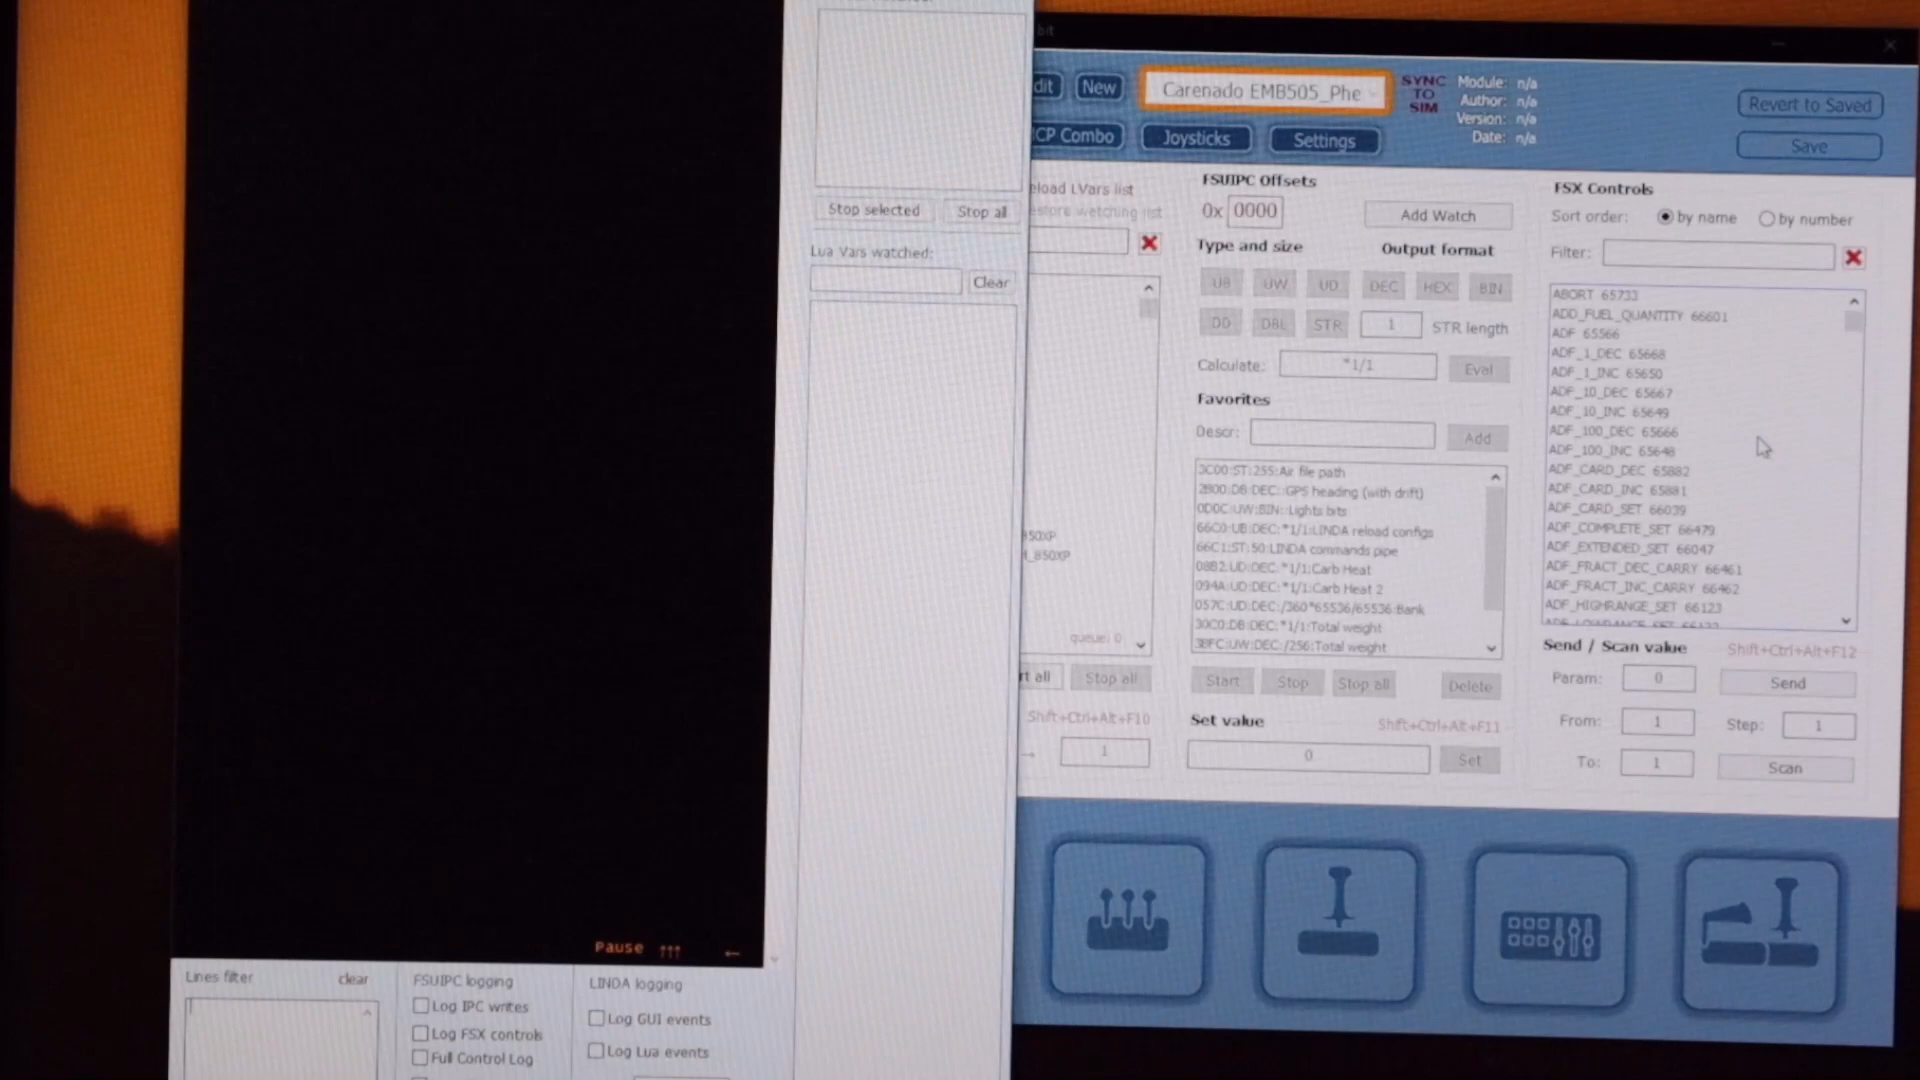 Stop selected
Stop all
Lua Vars watched:
Clear
Pause
Lines filter
clear
FSUIPC logging
Log IPC writes
Log FSX controls
Full Control Log
LINDA logging
Log GUI events
Log Lua events
bit
dit
New
Carenado EMB505_Phe
SYNC
TO
SIM
Module: n/a
Author: n/a
Version: n/a
Date: n/a
Revert to Saved
Save
CP Combo
Joysticks
Settings
eload LVars list
estore watching list
queue: 0
rt all
Stop all
Shift+Ctrl+Alt+F10
1
FSUIPC Offsets
0x 0000
Add Watch
Type and size
Output format
UB UW UD DEC HEX BIN
DD DBL STR 1 STR length
Calculate: *1/1 Eval
Favorites
Descr: Add
3C00:ST:255:Air file path
2B00:DB:DEC::GPS heading (with drift)
0D0C:UW:BIN::Lights bits
66C0:UB:DEC:*1/1:LINDA reload configs
66C1:ST:50:LINDA commands pipe
08B2:UD:DEC:*1/1:Carb Heat
094A:UD:DEC:*1/1:Carb Heat 2
057C:UD:DEC:/360*65536/65536:Bank
30C0:DB:DEC:*1/1:Total weight
3BFC:UW:DEC:/256:Total weight
Start Stop Stop all Delete
Set value
Shift+Ctrl+Alt+F11
0 Set
FSX Controls
Sort order: by name by number
Filter:
ABORT 65733
ADD_FUEL_QUANTITY 66601
ADF 65566
ADF_1_DEC 65668
ADF_1_INC 65650
ADF_10_DEC 65667
ADF_10_INC 65649
ADF_100_DEC 65666
ADF_100_INC 65648
ADF_CARD_DEC 65882
ADF_CARD_INC 65881
ADF_CARD_SET 66039
ADF_COMPLETE_SET 66479
ADF_EXTENDED_SET 66047
ADF_FRACT_DEC_CARRY 66461
ADF_FRACT_INC_CARRY 66462
ADF_HIGHRANGE_SET 66123
Send / Scan value
Shift+Ctrl+Alt+F12
Param: 0 Send
From: 1 Step: 1
To: 1 Scan